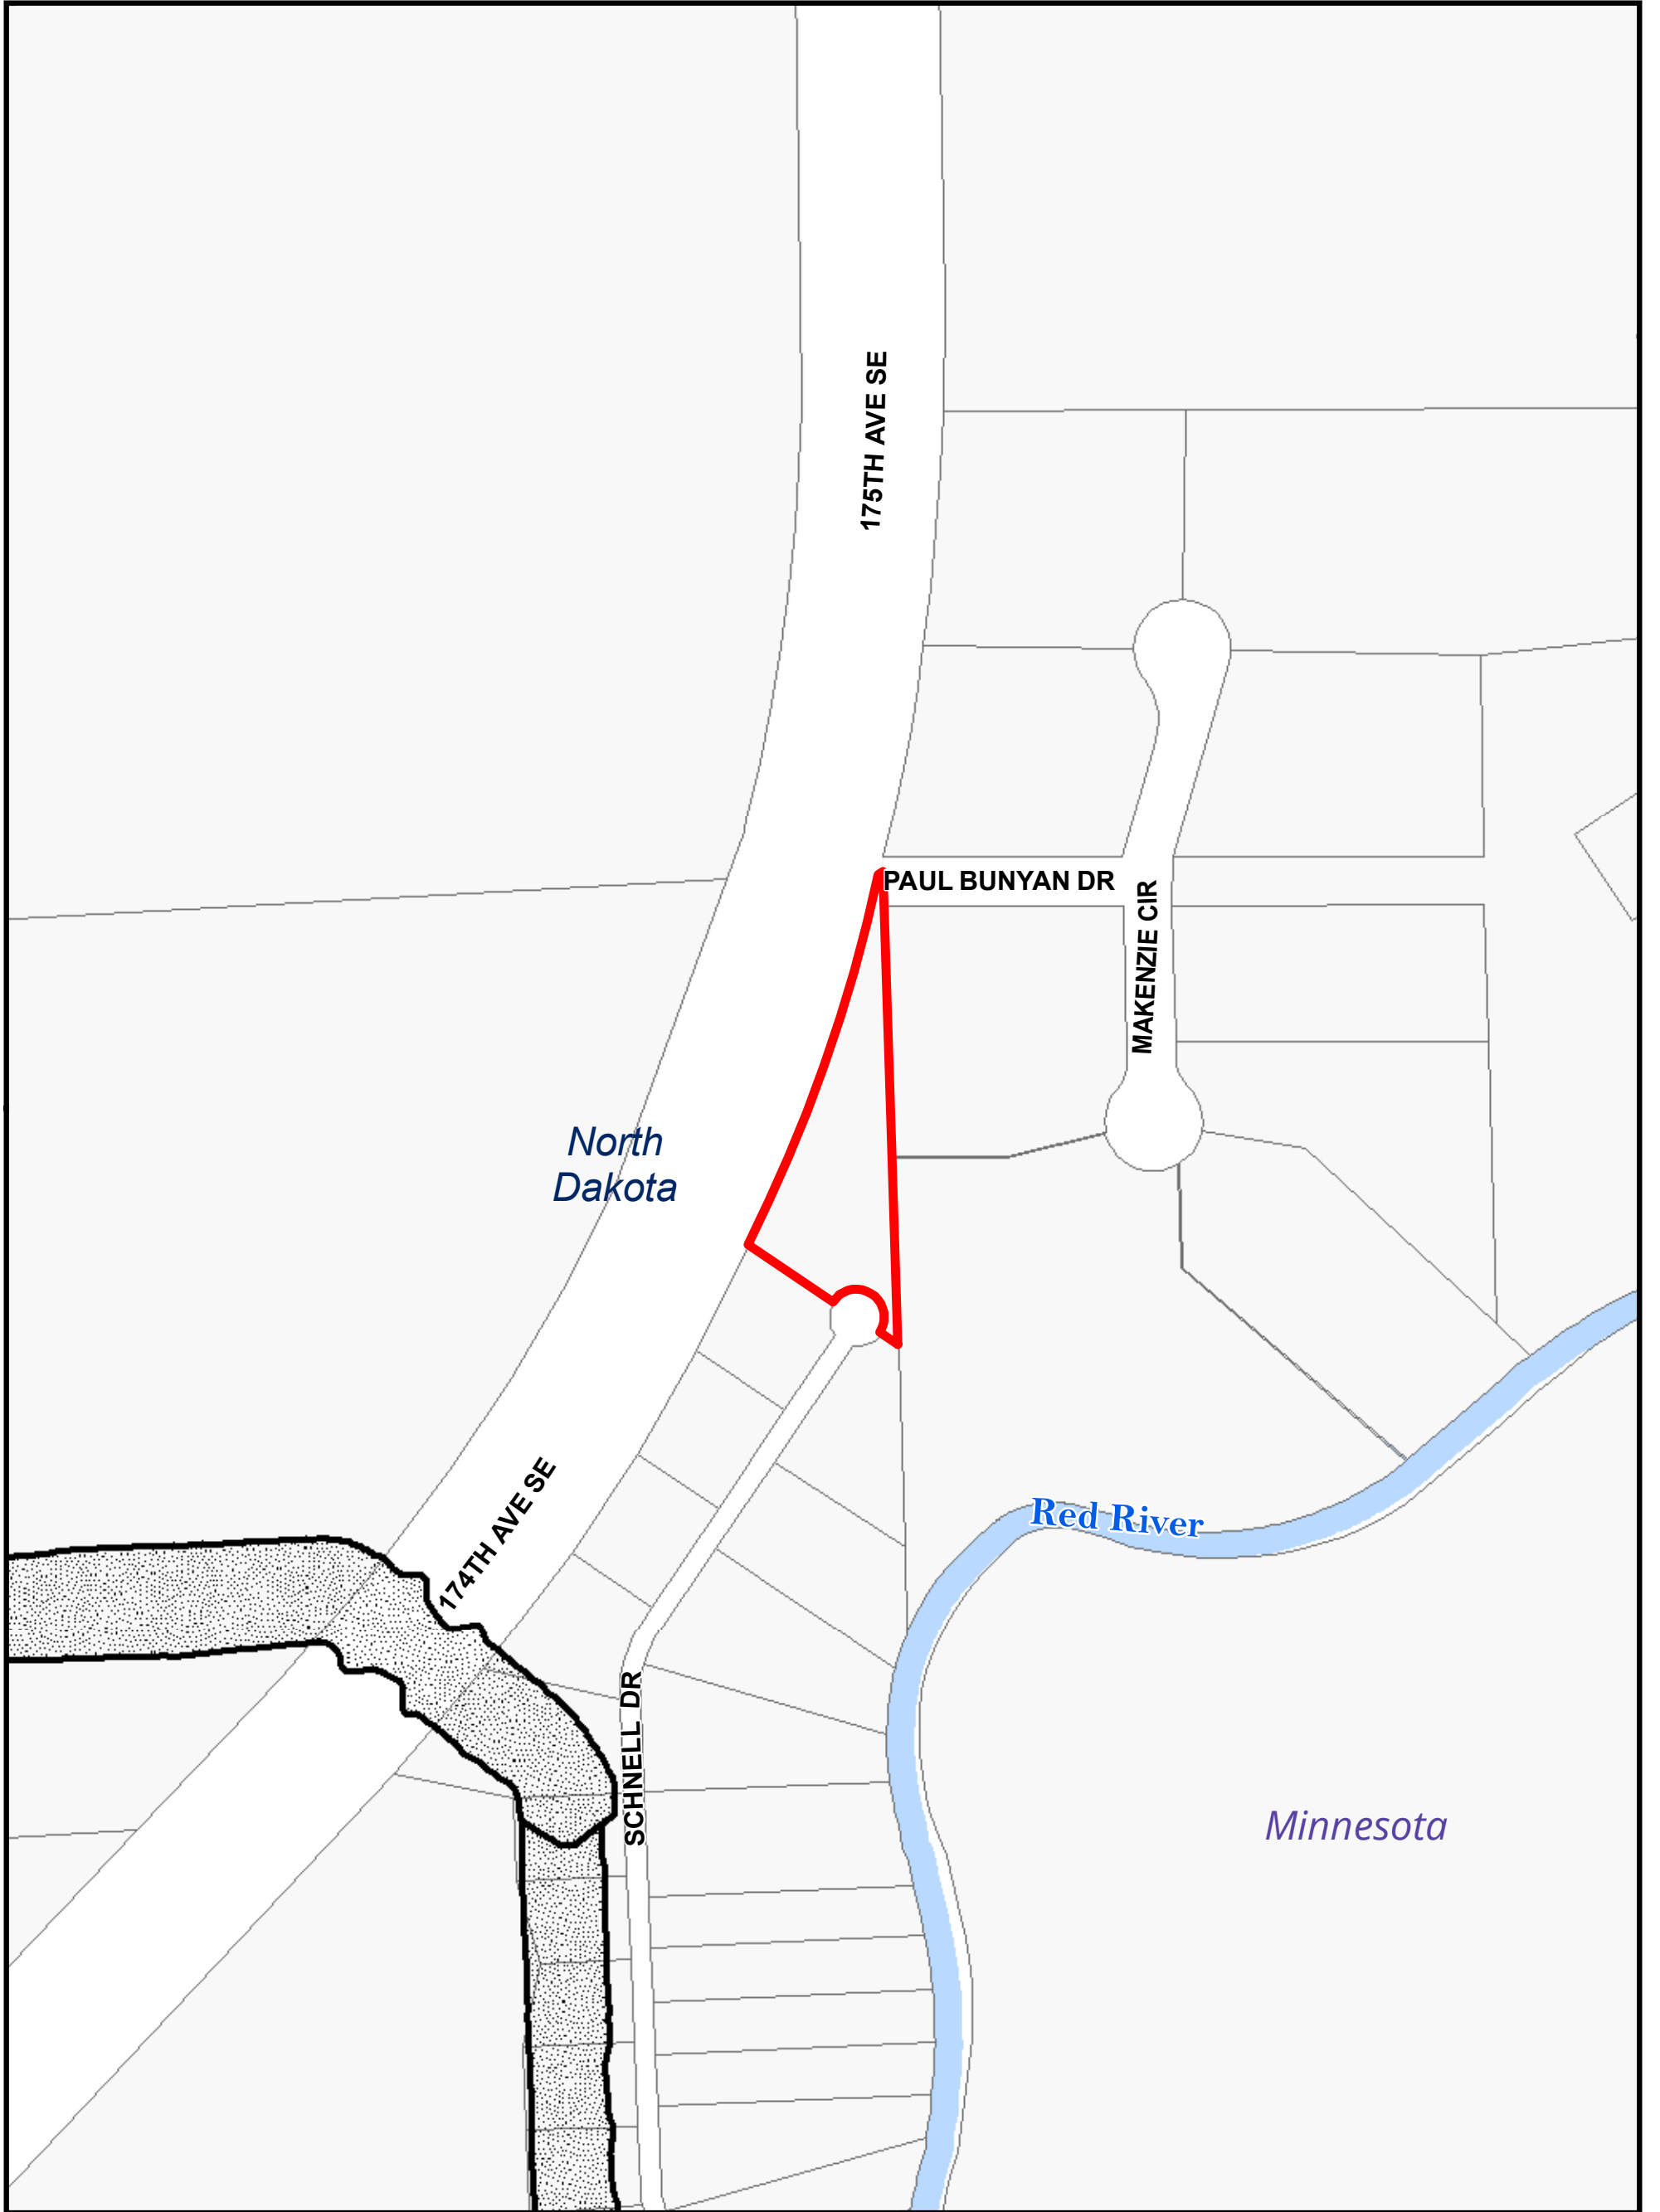 175TH AVE SE
PAUL BUNYAN DR
MAKENZIE CIR
North
Dakota
174TH AVE SE
Red River
SCHNELL DR
Minnesota